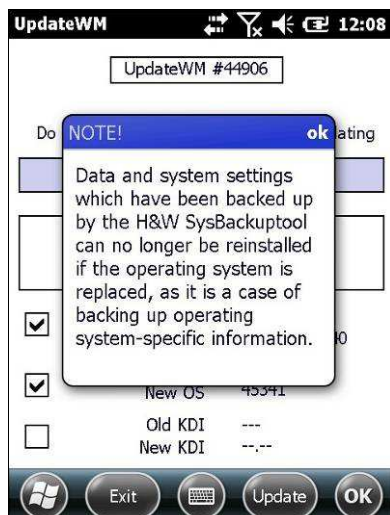 UpdateWM 12:08
UpdateWM #44906
Do
ating
NOTE! ok
Data and system settings
which have been backed up
by the H&W SysBackuptool
can no longer be reinstalled
if the operating system is
replaced, as it is a case of
backing up operating
system-specific information.
New OS 45341
Old KDI ---
New KDI --.--
Exit Update OK